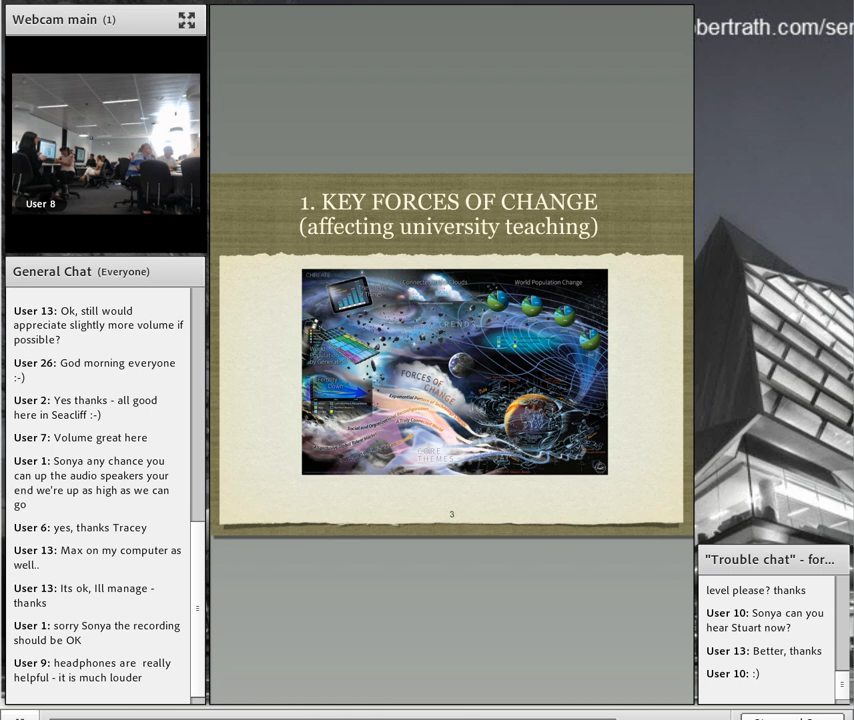 Webcam main (1)
User 8
General Chat (Everyone)
User 13: Ok, still would
appreciate slightly more volume if
possible?
User 26: God morning everyone
:-)
User 2: Yes thanks - all good
here in Seacliff :-)
User 7: Volume great here
User 1: Sonya any chance you
can up the audio speakers your
end we're up as high as we can
go
User 6: yes, thanks Tracey
User 13: Max on my computer as
well..
User 13: Its ok, Ill manage -
thanks
User 1: sorry Sonya the recording
should be OK
User 9: headphones are really
helpful - it is much louder
1. KEY FORCES OF CHANGE
(affecting university teaching)
World Population Change
TRENDS
FORCES OF
CHANGE
THEMES
3
bertrath.com/ser
"Trouble chat" - for...
level please? thanks
User 10: Sonya can you
hear Stuart now?
User 13: Better, thanks
User 10: :)